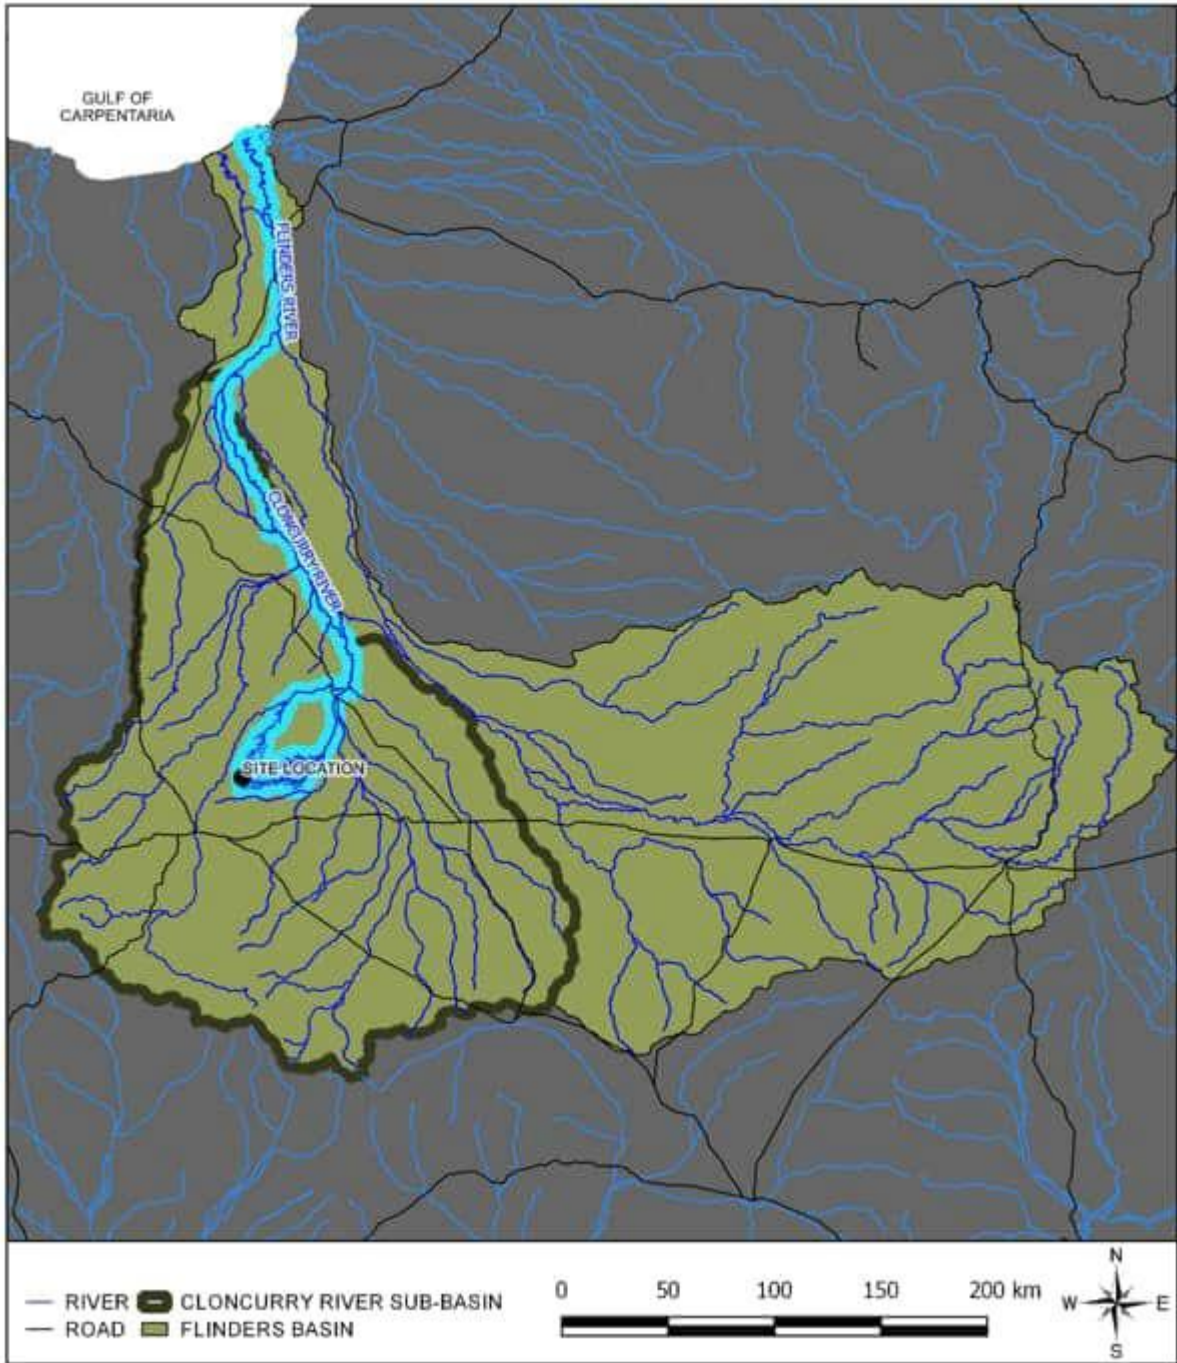 GULF OF
CARPENTARIA
FLINDERS RIVER
CLONCURRY RIVER
SITE LOCATION
0 50 100 150 200 km
RIVER CLONCURRY RIVER SUB-BASIN
ROAD FLINDERS BASIN
N
W E
S